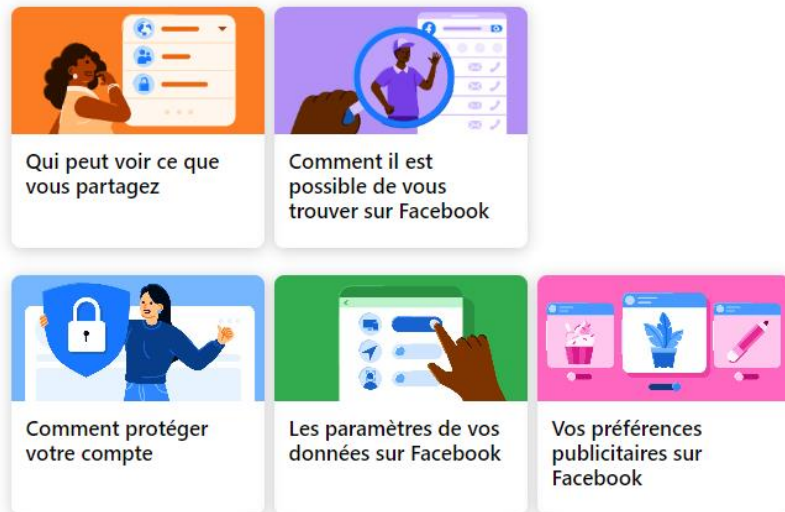 Qui peut voir ce que
vous partagez
Comment il est
possible de vous
trouver sur Facebook
Comment protéger
votre compte
Les paramètres de vos
données sur Facebook
Vos préférences
publicitaires sur
Facebook